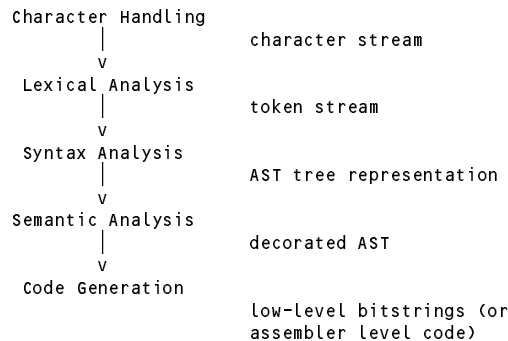 Character Handling
character stream
v
Lexical Analysis
token stream
v
Syntax Analysis
AST tree representation
v
Semantic Analysis
decorated AST
v
Code Generation
low-level bitstrings (or
assembler level code)